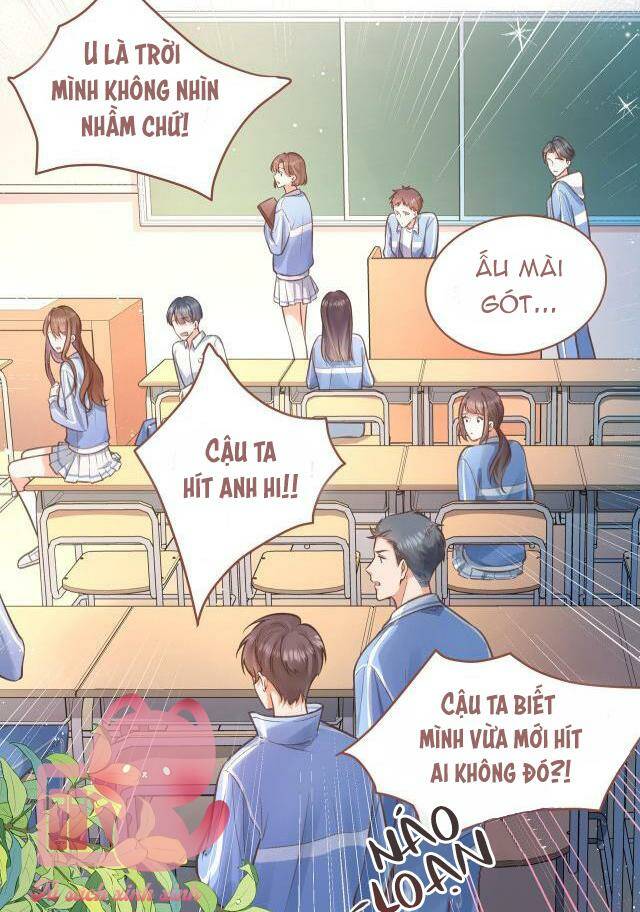 U LÀ TRỜI
MÌNH KHÔNG NHÌN
NHẦM CHỨ!
ẤU MÀI
GÓT...
CẬU TA
HÍT ANH HI!!
CẬU TA BIẾT
MÌNH VỪA MỚI HÍT
AI KHÔNG ĐÓ?!
NÁO
LOẠN